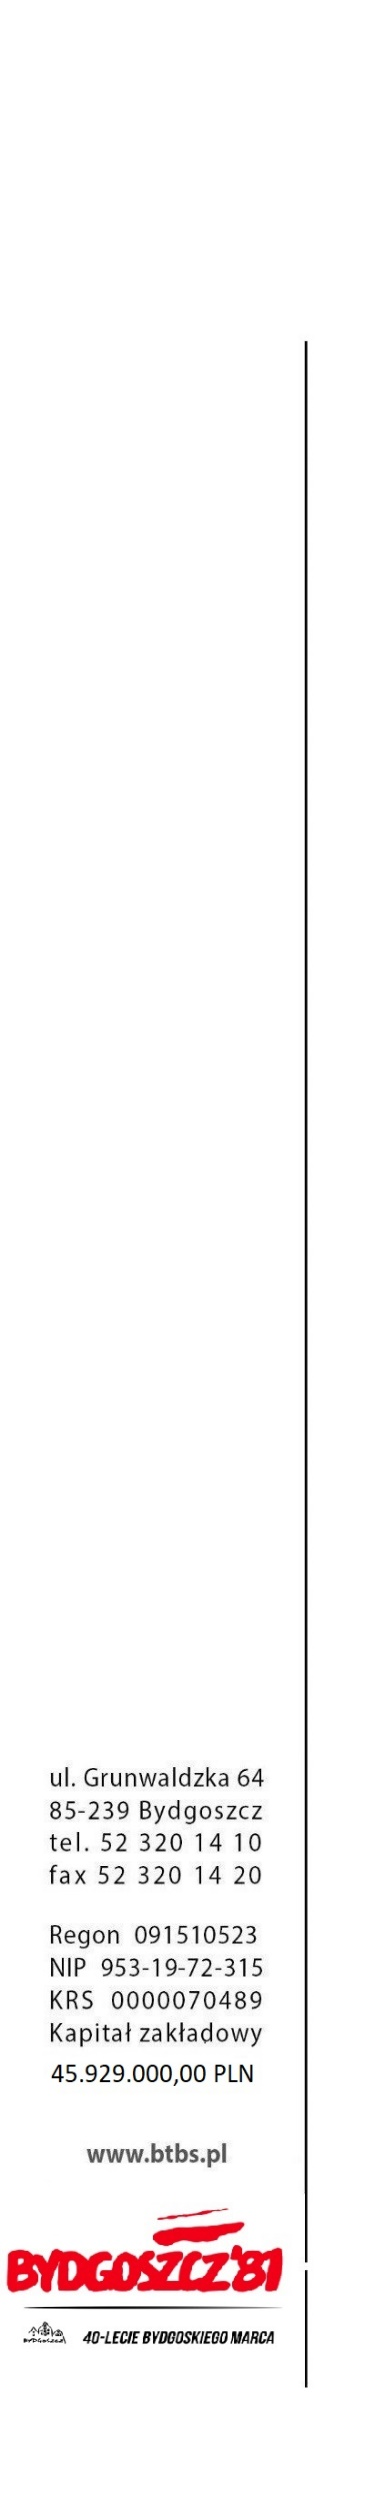 ul. Grunwaldzka 64
85-239 Bydgoszcz
tel. 52 320 14 10
fax 52 320 14 20
Regon 091510523
NIP 953-19-72-315
KRS 0000070489
Kapitał zakładowy
45.929.000,00 PLN
www.btbs.pl
BYDGOSZCZ'81
BYDGOSZCZ 40-LECIE BYDGOSKIEGO MARCA